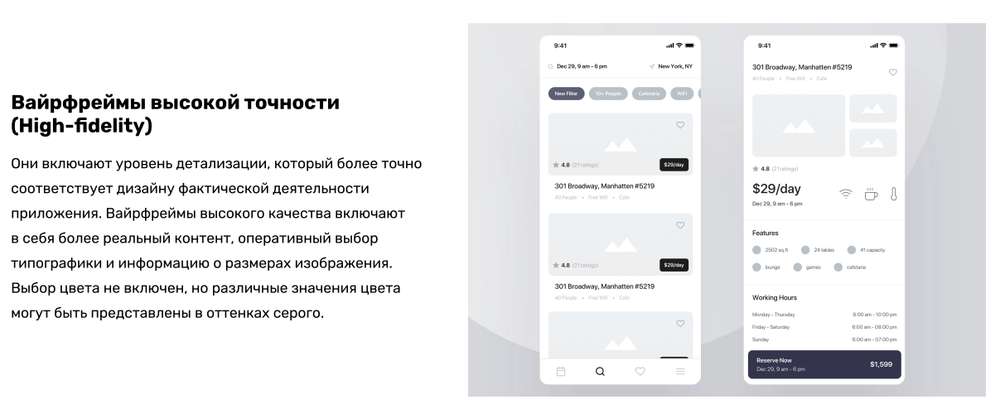 Вайрфреймы высокой точности
(High-fidelity)
Они включают уровень детализации, который более точно
соответствует дизайну фактической деятельности
приложения. Вайрфреймы высокого качества включают
в себя более реальный контент, оперативный выбор
типографики и информацию о размерах изображения.
Выбор цвета не включен, но различные значения цвета
могут быть представлены в оттенках серого.
9:41
Dec 29, 9 am - 6 pm New York, NY
New Filter 10+ People Cafetaria WiFi
4.8 (21 ratings) $29/day
301 Broadway, Manhatten #5219
40 People • Free Wifi • Cafe
4.8 (21 ratings) $29/day
301 Broadway, Manhatten #5219
40 People • Free Wifi • Cafe
9:41
301 Broadway, Manhatten #5219
40 People • Free Wifi • Cafe
4.8 (21 ratings)
$29/day
Dec 29, 9 am - 6 pm
Features
2502 sq.ft 24 tables 41 capacity
lounge games cafetaria
Working Hours
Monday - Thursday 6:00 am - 10:00 pm
Friday - Saturday 6:00 am - 08:00 pm
Sunday 6:00 am - 07:00 pm
Reserve Now
Dec 29, 9 am - 6 pm
$1,599